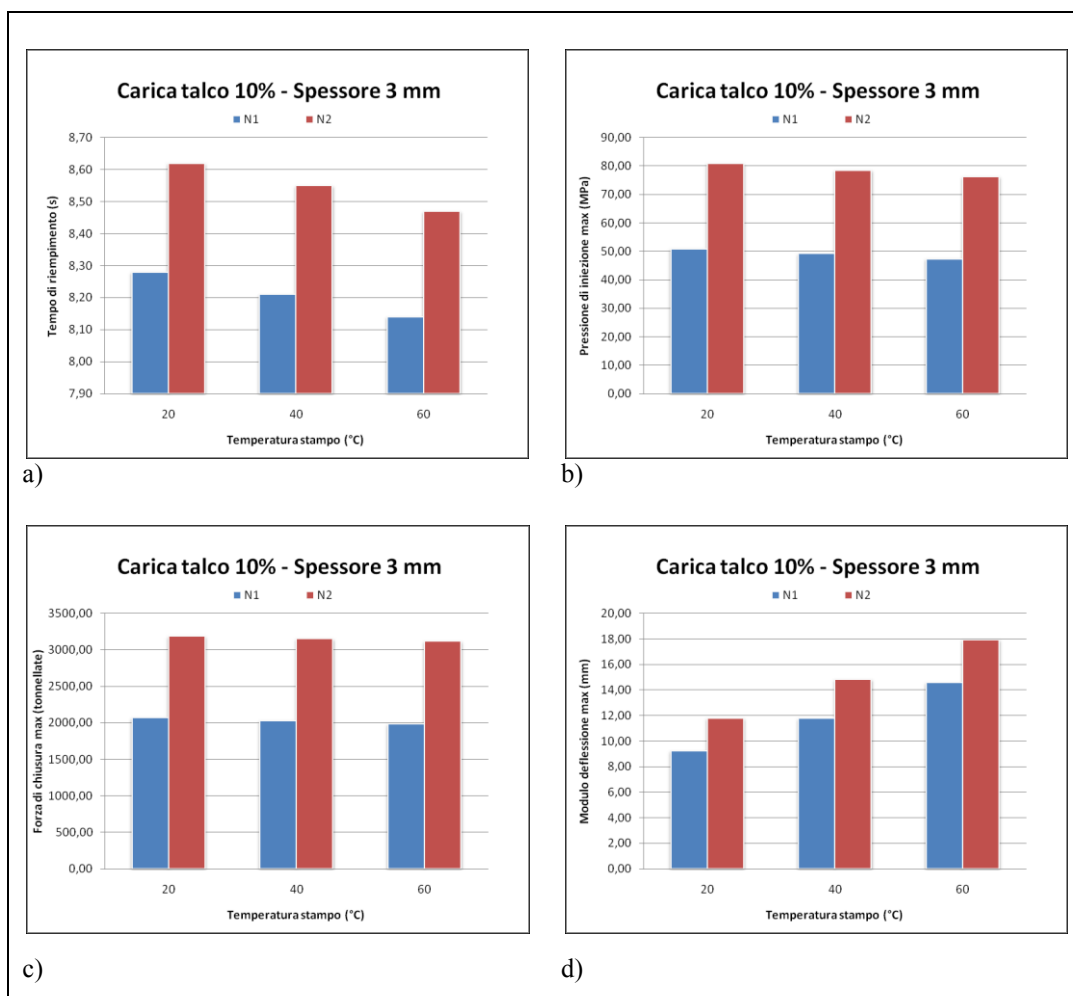 Carica talco 10% - Spessore 3 mm
N1 N2
Tempo di riempimento (s)
8,70
8,60
8,50
8,40
8,30
8,20
8,10
8,00
7,90
20 40 60
Temperatura stampo (°C)
a)
Carica talco 10% - Spessore 3 mm
N1 N2
Pressione di iniezione max (MPa)
90,00
80,00
70,00
60,00
50,00
40,00
30,00
20,00
10,00
0,00
20 40 60
Temperatura stampo (°C)
b)
Carica talco 10% - Spessore 3 mm
N1 N2
Forza di chiusura max (tonnellate)
3500,00
3000,00
2500,00
2000,00
1500,00
1000,00
500,00
0,00
20 40 60
Temperatura stampo (°C)
c)
Carica talco 10% - Spessore 3 mm
N1 N2
Modulo deflessione max (mm)
20,00
18,00
16,00
14,00
12,00
10,00
8,00
6,00
4,00
2,00
0,00
20 40 60
Temperatura stampo (°C)
d)